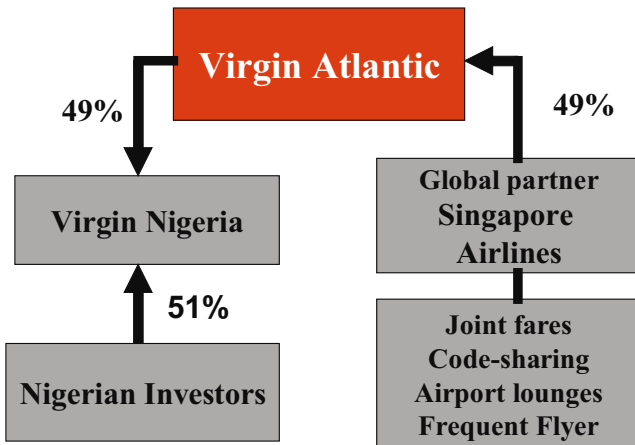 Virgin Atlantic
49%
49%
Global partner
Singapore
Airlines
Virgin Nigeria
51%
Joint fares
Code-sharing
Airport lounges
Frequent Flyer
Nigerian Investors